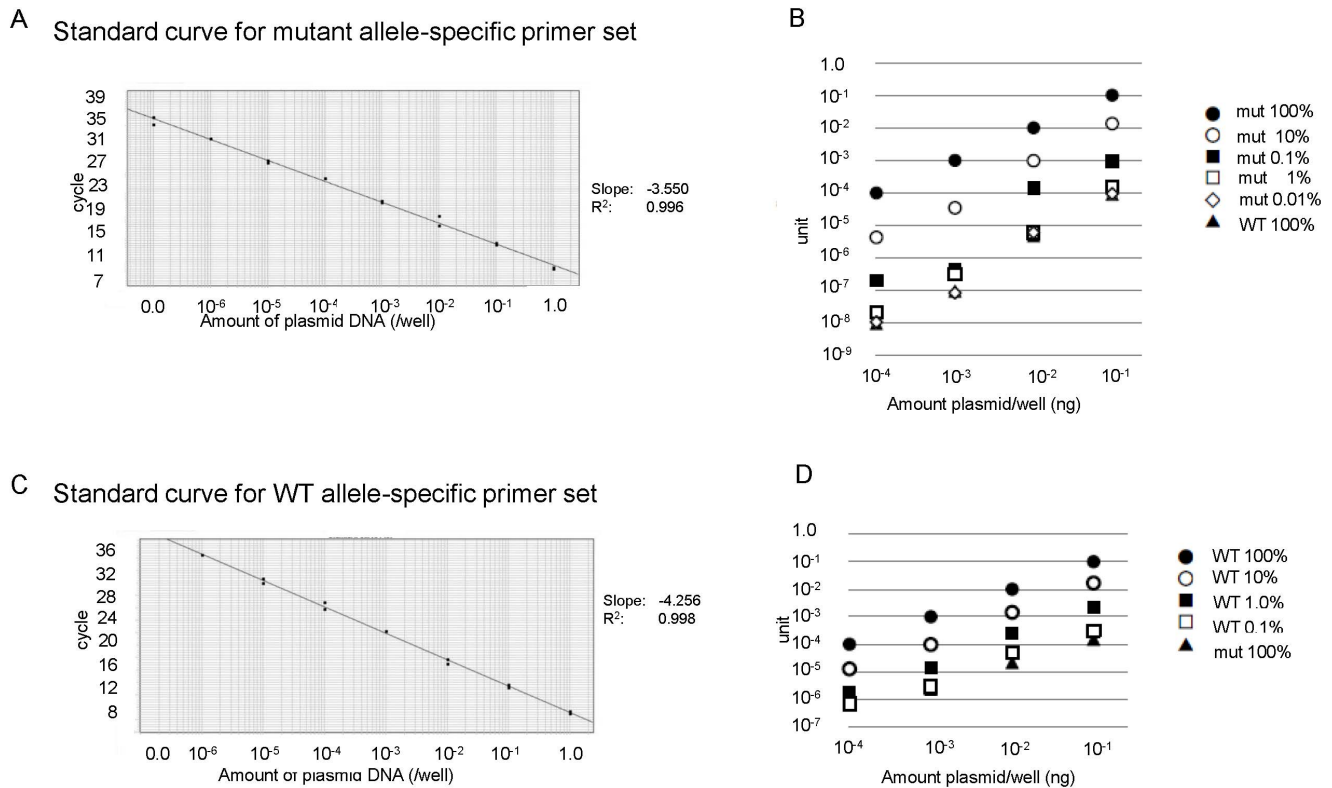 A
Standard curve for mutant allele-specific primer set
39
35
31
27
23
19
15
11
7
cycle
Slope: -3.550
R²: 0.996
0.0 10⁻⁶ 10⁻⁵ 10⁻⁴ 10⁻³ 10⁻² 10⁻¹ 1.0
Amount of plasmid DNA (/well)
B
1.0
10⁻¹
10⁻²
10⁻³
10⁻⁴
10⁻⁵
10⁻⁶
10⁻⁷
10⁻⁸
10⁻⁹
unit
10⁻⁴ 10⁻³ 10⁻² 10⁻¹
Amount plasmid/well (ng)
mut 100%
mut 10%
mut 0.1%
mut 1%
mut 0.01%
WT 100%
C
Standard curve for WT allele-specific primer set
36
32
28
24
20
16
12
8
cycle
Slope: -4.256
R²: 0.998
0.0 10⁻⁶ 10⁻⁵ 10⁻⁴ 10⁻³ 10⁻² 10⁻¹ 1.0
Amount of plasmid DNA (/well)
D
1.0
10⁻¹
10⁻²
10⁻³
10⁻⁴
10⁻⁵
10⁻⁶
10⁻⁷
unit
10⁻⁴ 10⁻³ 10⁻² 10⁻¹
Amount plasmid/well (ng)
WT 100%
WT 10%
WT 1.0%
WT 0.1%
mut 100%